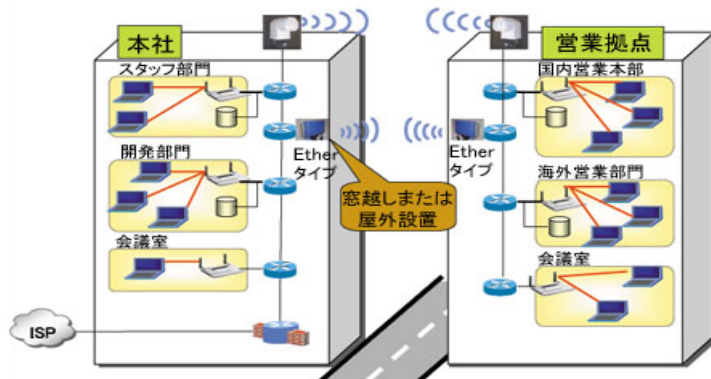 本社
スタッフ部門
Ether
タイプ
開発部門
会議室
ISP
窓越しまたは
屋外設置
営業拠点
国内営業本部
Ether
タイプ
海外営業部門
会議室